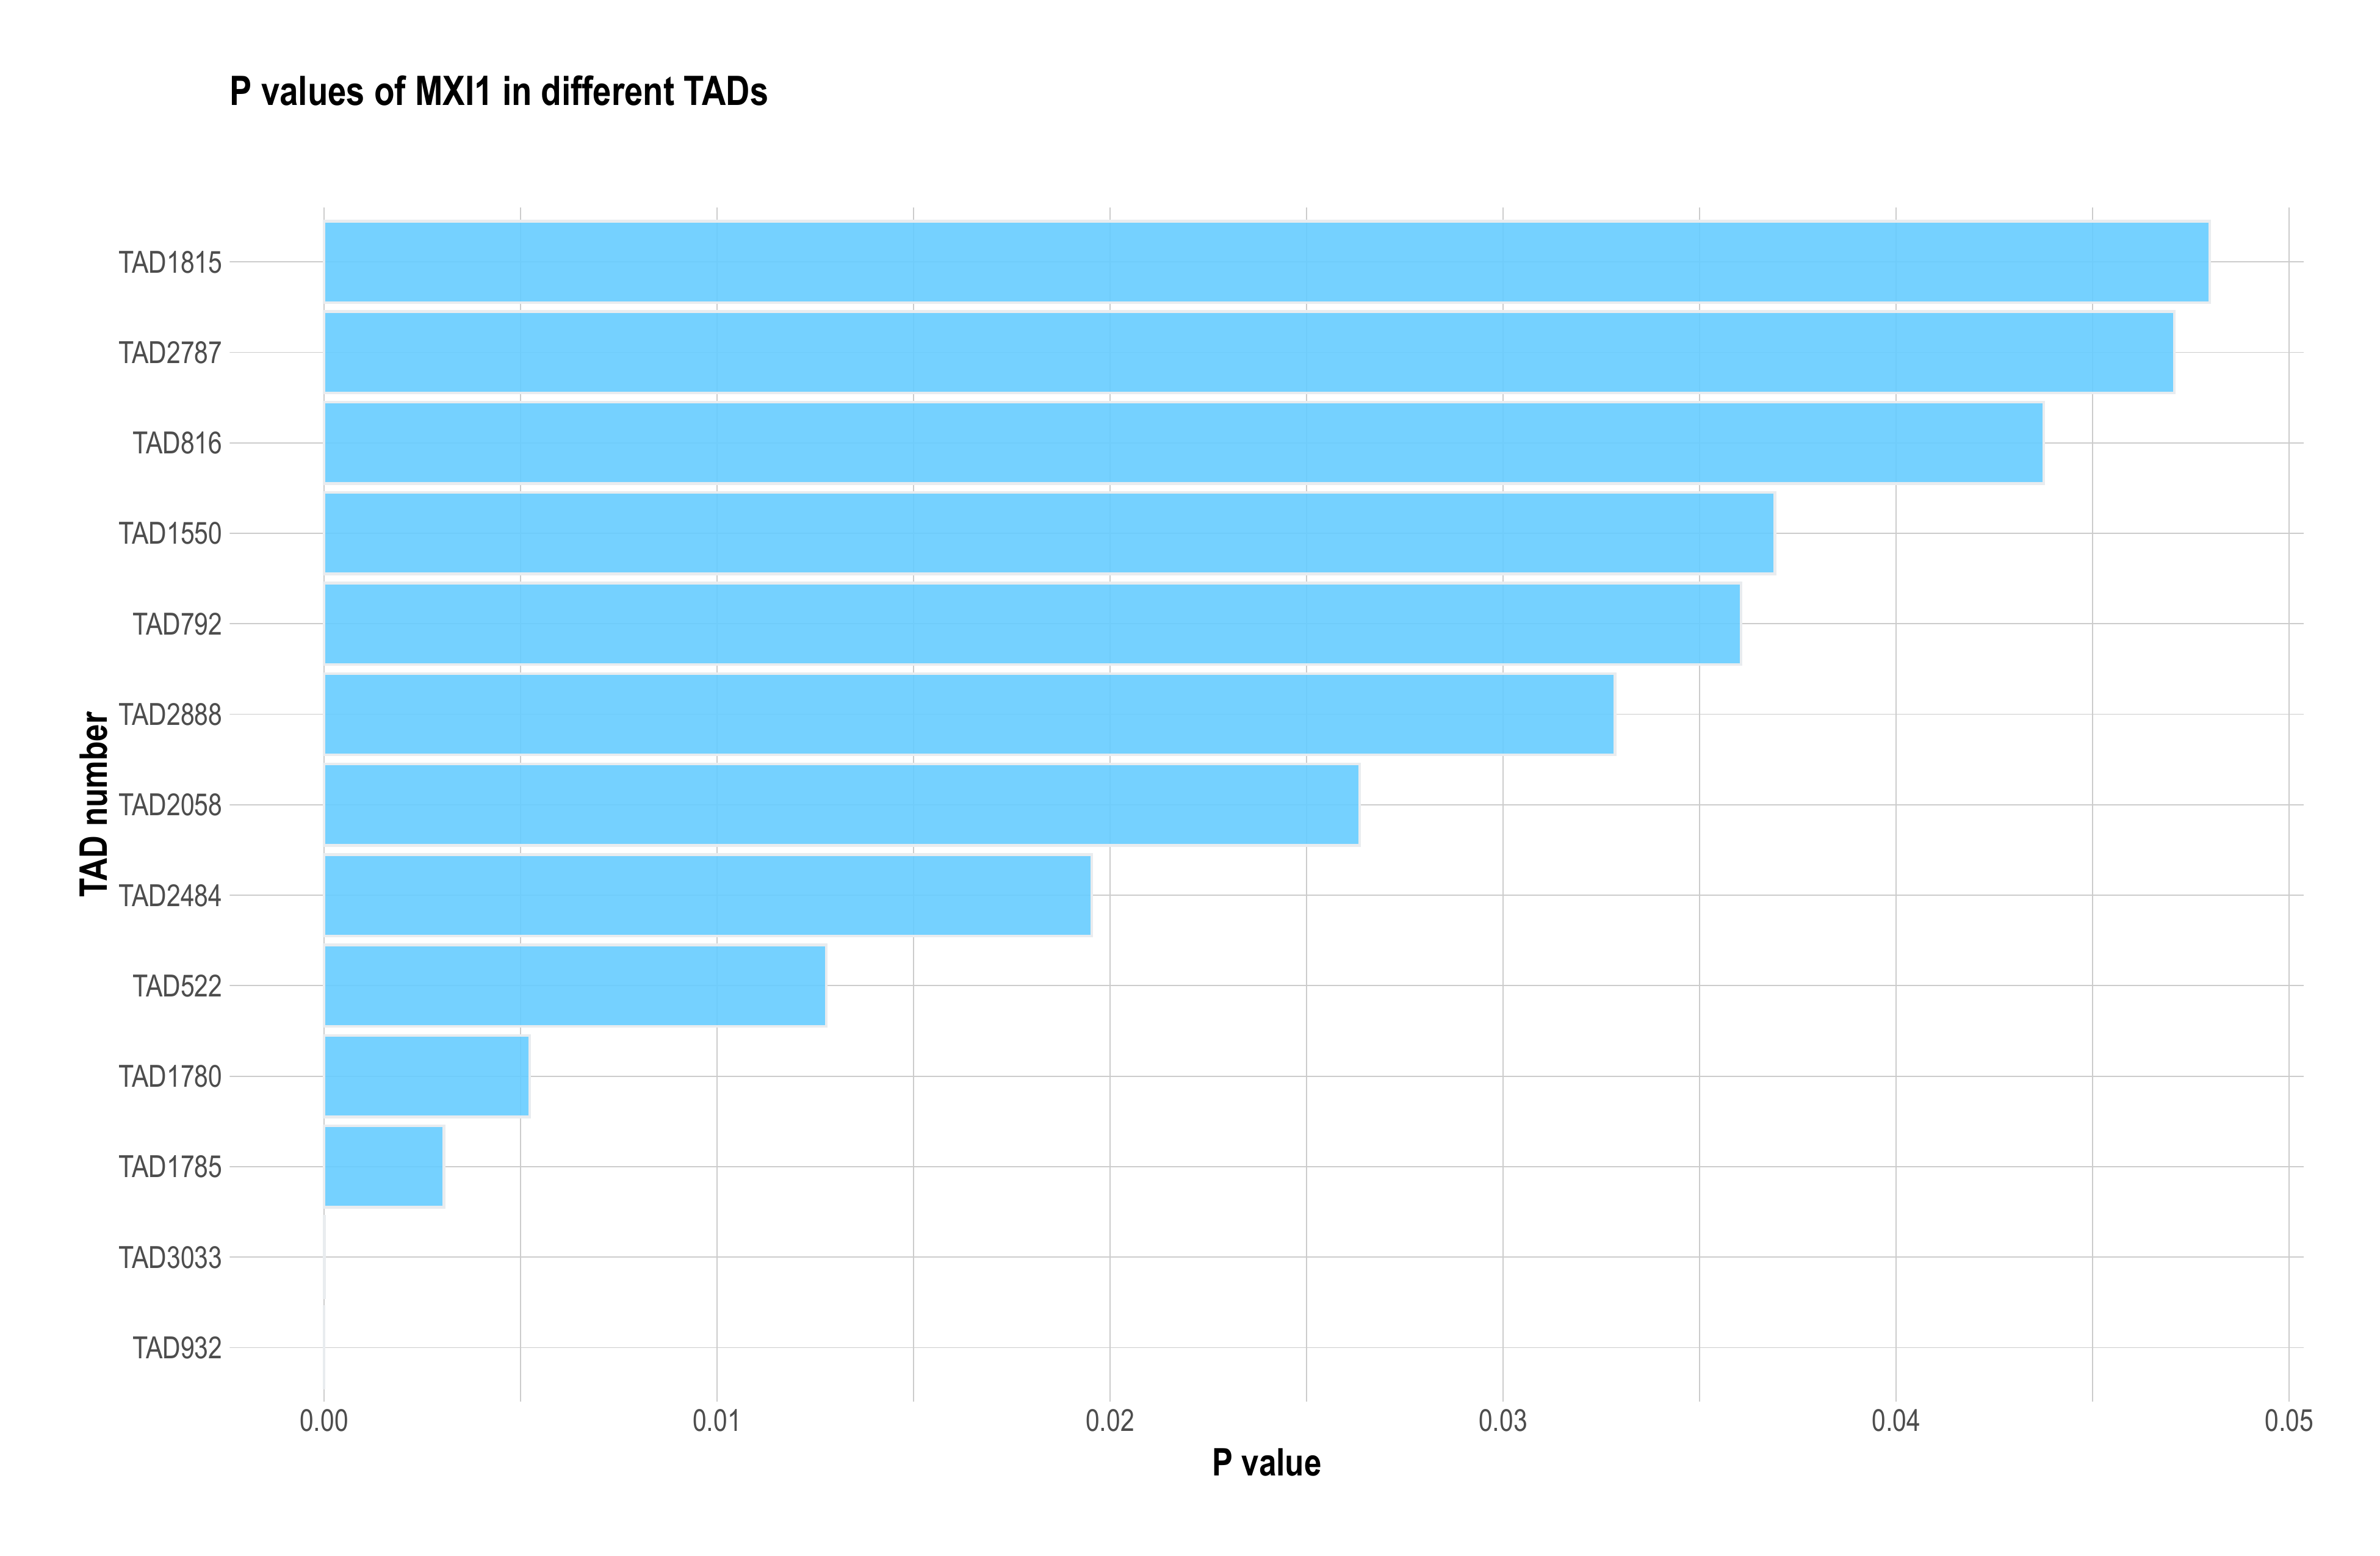 P values of MXI1 in different TADs
TAD number
TAD1815
TAD2787
TAD816
TAD1550
TAD792
TAD2888
TAD2058
TAD2484
TAD522
TAD1780
TAD1785
TAD3033
TAD932
0.00 0.01 0.02 0.03 0.04 0.05
P value